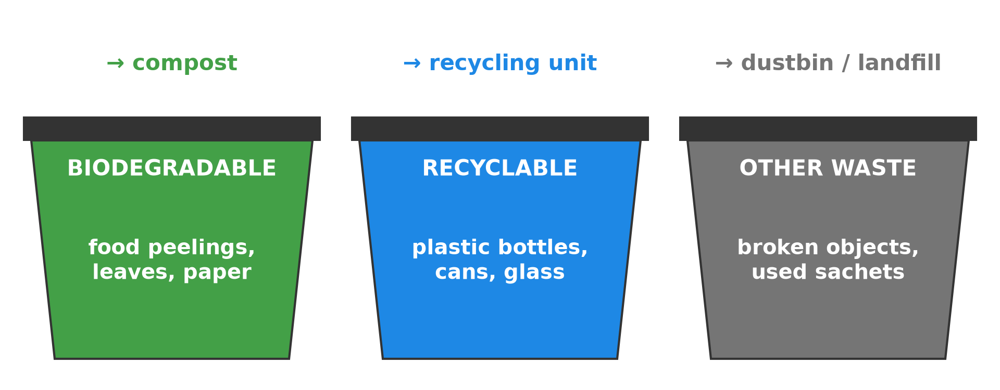 → compost
→ recycling unit
→ dustbin / landfill
BIODEGRADABLE
food peelings,
leaves, paper
RECYCLABLE
plastic bottles,
cans, glass
OTHER WASTE
broken objects,
used sachets